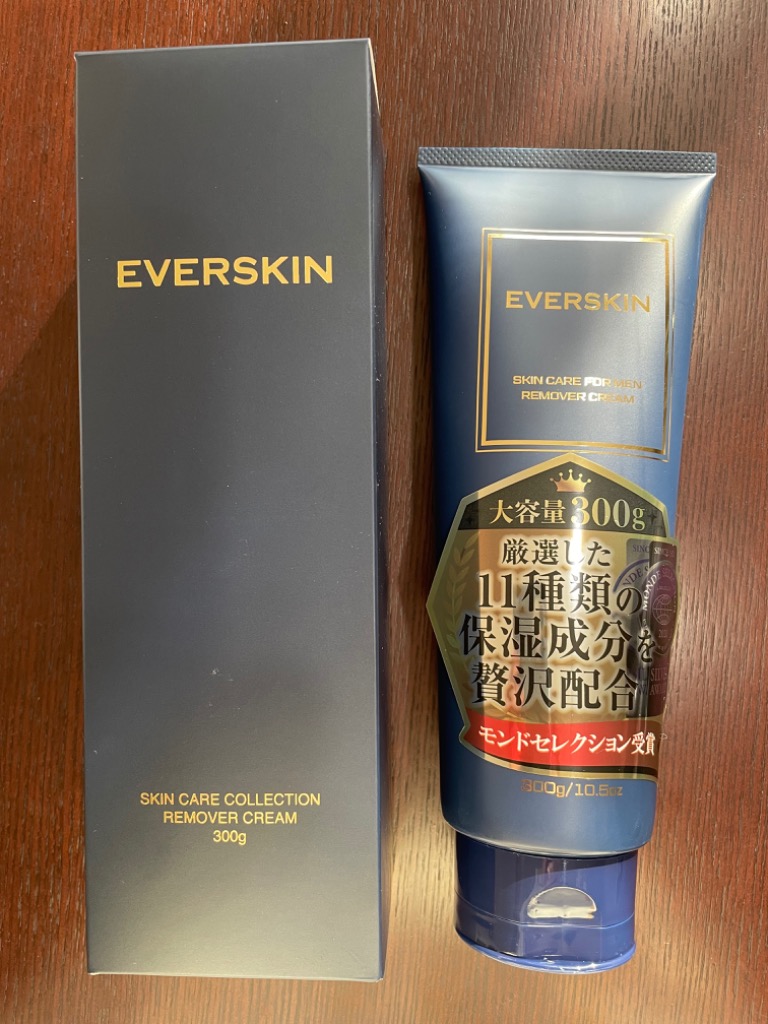 EVERSKIN
SKIN CARE COLLECTION
REMOVER CREAM
300g
EVERSKIN
SKIN CARE FOR MEN
REMOVER CREAM
大容量300g
厳選した
11種類の
保湿成分を
贅沢配合
モンドセレクション受賞
300g/10.5oz